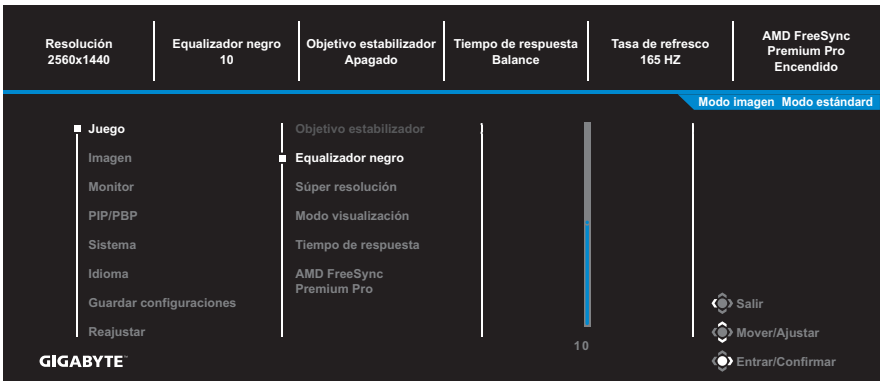 Resolución
2560x1440
Equalizador negro
10
Objetivo estabilizador
Apagado
Tiempo de respuesta
Balance
Tasa de refresco
165 HZ
AMD FreeSync
Premium Pro
Encendido
Modo imagen Modo estándard
Juego
Imagen
Monitor
PIP/PBP
Sistema
Idioma
Guardar configuraciones
Reajustar
Objetivo estabilizador
Equalizador negro
Súper resolución
Modo visualización
Tiempo de respuesta
AMD FreeSync
Premium Pro
10
Salir
Mover/Ajustar
Entrar/Confirmar
GIGABYTE™